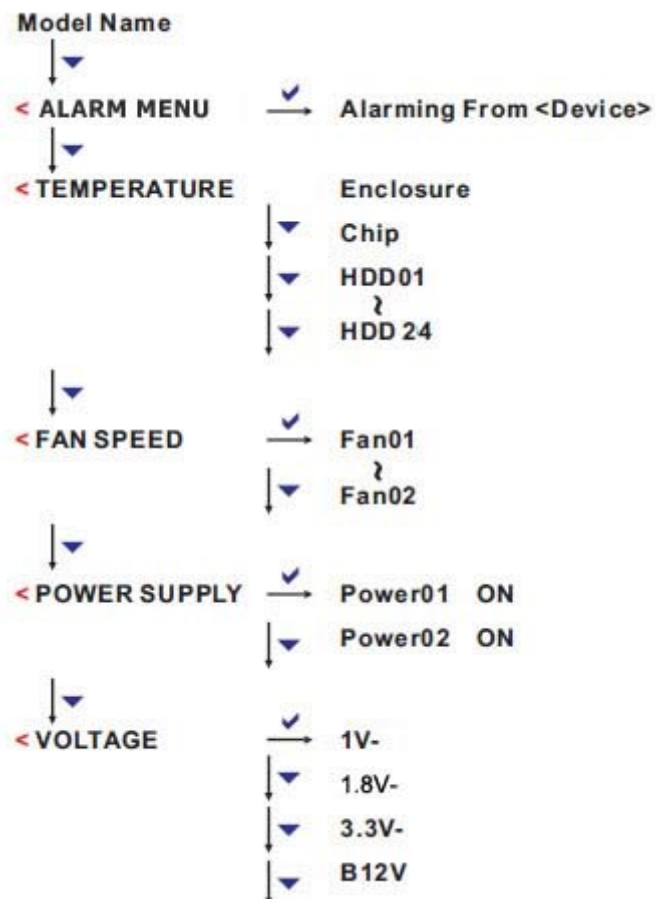 Model Name
< ALARM MENU Alarming From <Device>
< TEMPERATURE Enclosure
Chip
HDD01
~
HDD 24
< FAN SPEED Fan01
~
Fan02
< POWER SUPPLY Power01 ON
Power02 ON
< VOLTAGE 1V-
1.8V-
3.3V-
B12V